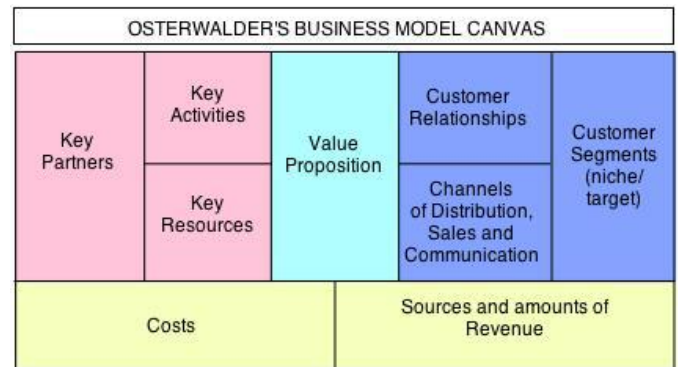 OSTERWALDER'S BUSINESS MODEL CANVAS
Key
Partners
Key
Activities
Key
Resources
Value
Proposition
Customer
Relationships
Channels
of Distribution,
Sales and
Communication
Customer
Segments
(niche/
target)
Costs
Sources and amounts of
Revenue